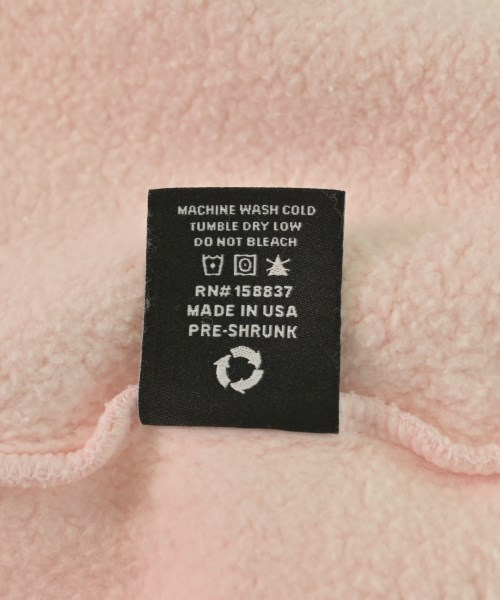 MACHINE WASH COLD
TUMBLE DRY LOW
DO NOT BLEACH
RN# 158837
MADE IN USA
PRE-SHRUNK